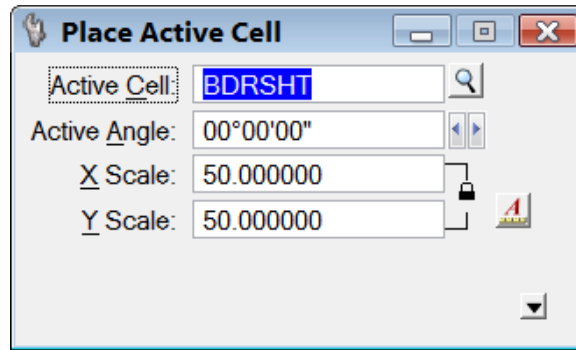 Place Active Cell
Active Cell: BDRSHT
Active Angle: 00°00'00"
X Scale: 50.000000
Y Scale: 50.000000
A